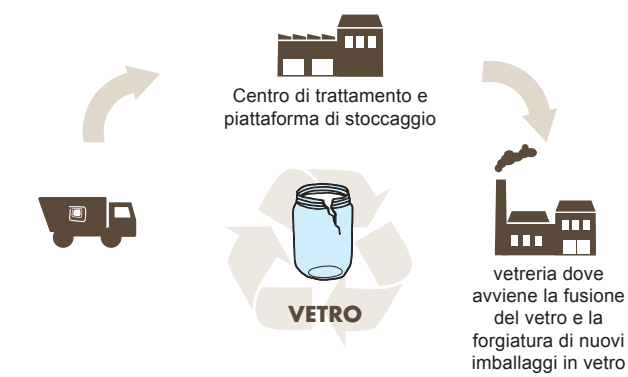 Centro di trattamento e
piattaforma di stoccaggio
VETRO
vetreria dove
avviene la fusione
del vetro e la
forgiatura di nuovi
imballaggi in vetro